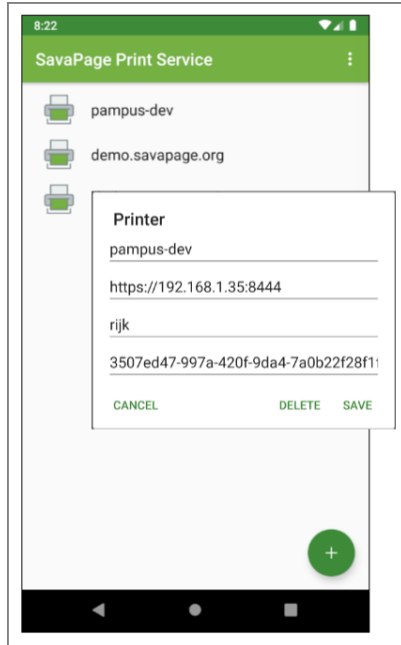 8:22
SavaPage Print Service
pampus-dev
demo.savapage.org
Printer
pampus-dev
https://192.168.1.35:8444
rijk
3507ed47-997a-420f-9da4-7a0b22f28f1f
CANCEL DELETE SAVE